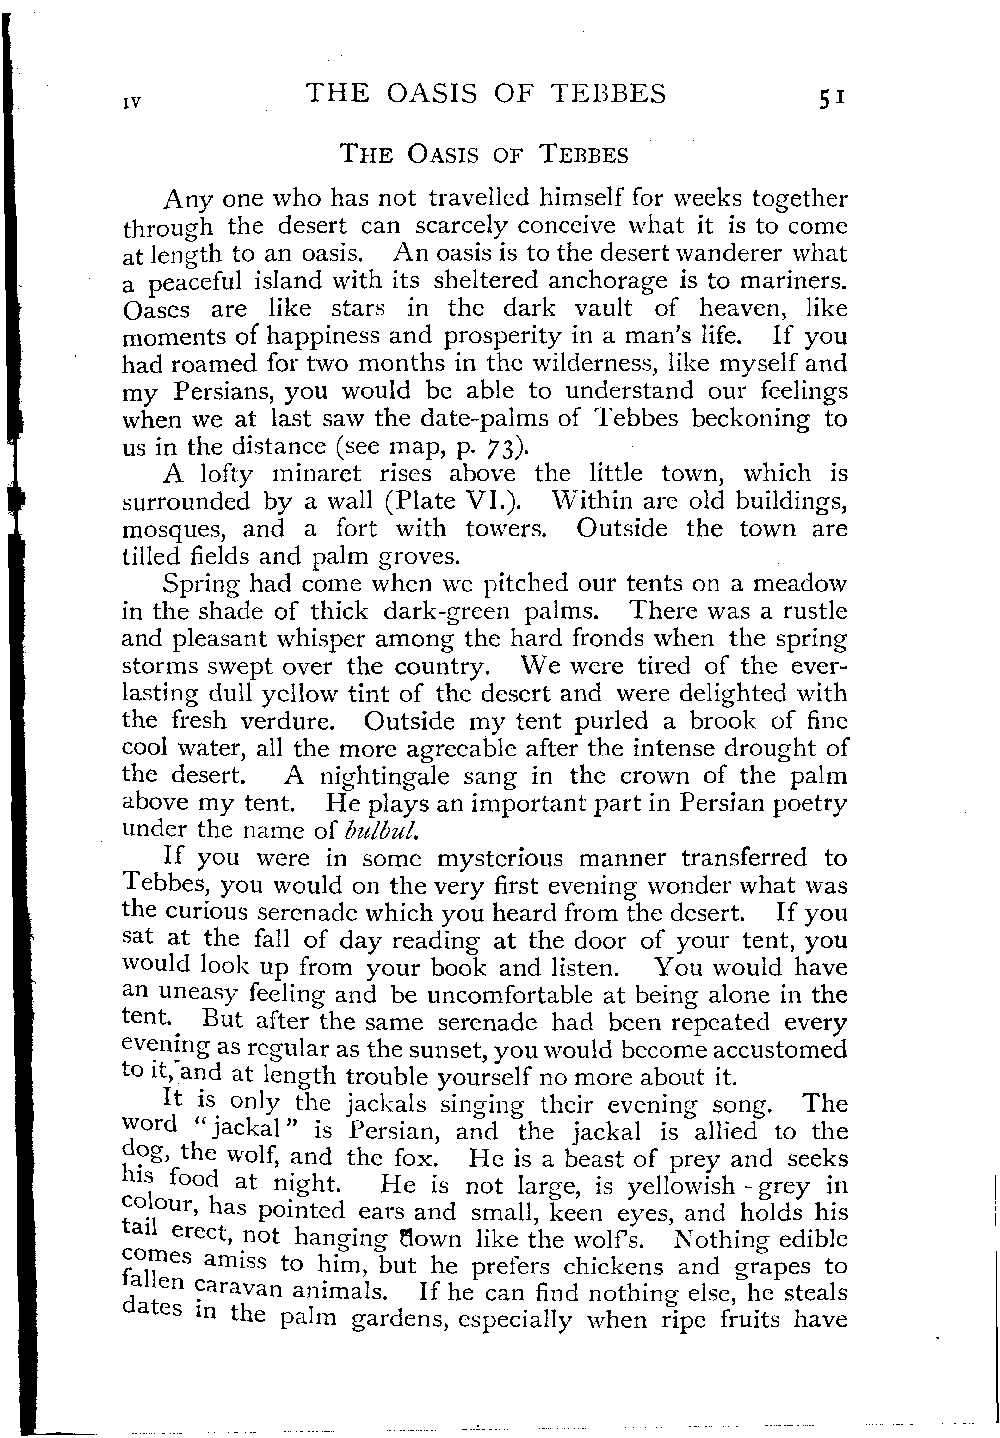 IV THE OASIS OF TEBBES 51
THE OASIS OF TEBBES
Any one who has not travelled himself for weeks together
through the desert can scarcely conceive what it is to come
at length to an oasis. An oasis is to the desert wanderer what
a peaceful island with its sheltered anchorage is to mariners.
Oases are like stars in the dark vault of heaven, like
moments of happiness and prosperity in a man's life. If you
had roamed for two months in the wilderness, like myself and
my Persians, you would be able to understand our feelings
when we at last saw the date-palms of Tebbes beckoning to
us in the distance (see map, p. 73).
A lofty minaret rises above the little town, which is
surrounded by a wall (Plate VI.). Within are old buildings,
mosques, and a fort with towers. Outside the town are
tilled fields and palm groves.
Spring had come when we pitched our tents on a meadow
in the shade of thick dark-green palms. There was a rustle
and pleasant whisper among the hard fronds when the spring
storms swept over the country. We were tired of the ever-
lasting dull yellow tint of the desert and were delighted with
the fresh verdure. Outside my tent purled a brook of fine
cool water, all the more agreeable after the intense drought of
the desert. A nightingale sang in the crown of the palm
above my tent. He plays an important part in Persian poetry
under the name of bulbul.
If you were in some mysterious manner transferred to
Tebbes, you would on the very first evening wonder what was
the curious serenade which you heard from the desert. If you
sat at the fall of day reading at the door of your tent, you
would look up from your book and listen. You would have
an uneasy feeling and be uncomfortable at being alone in the
tent. But after the same serenade had been repeated every
evening as regular as the sunset, you would become accustomed
to it, and at length trouble yourself no more about it.
It is only the jackals singing their evening song. The
word "jackal" is Persian, and the jackal is allied to the
dog, the wolf, and the fox. He is a beast of prey and seeks
his food at night. He is not large, is yellowish-grey in
colour, has pointed ears and small, keen eyes, and holds his
tail erect, not hanging down like the wolf's. Nothing edible
comes amiss to him, but he prefers chickens and grapes to
fallen caravan animals. If he can find nothing else, he steals
dates in the palm gardens, especially when ripe fruits have